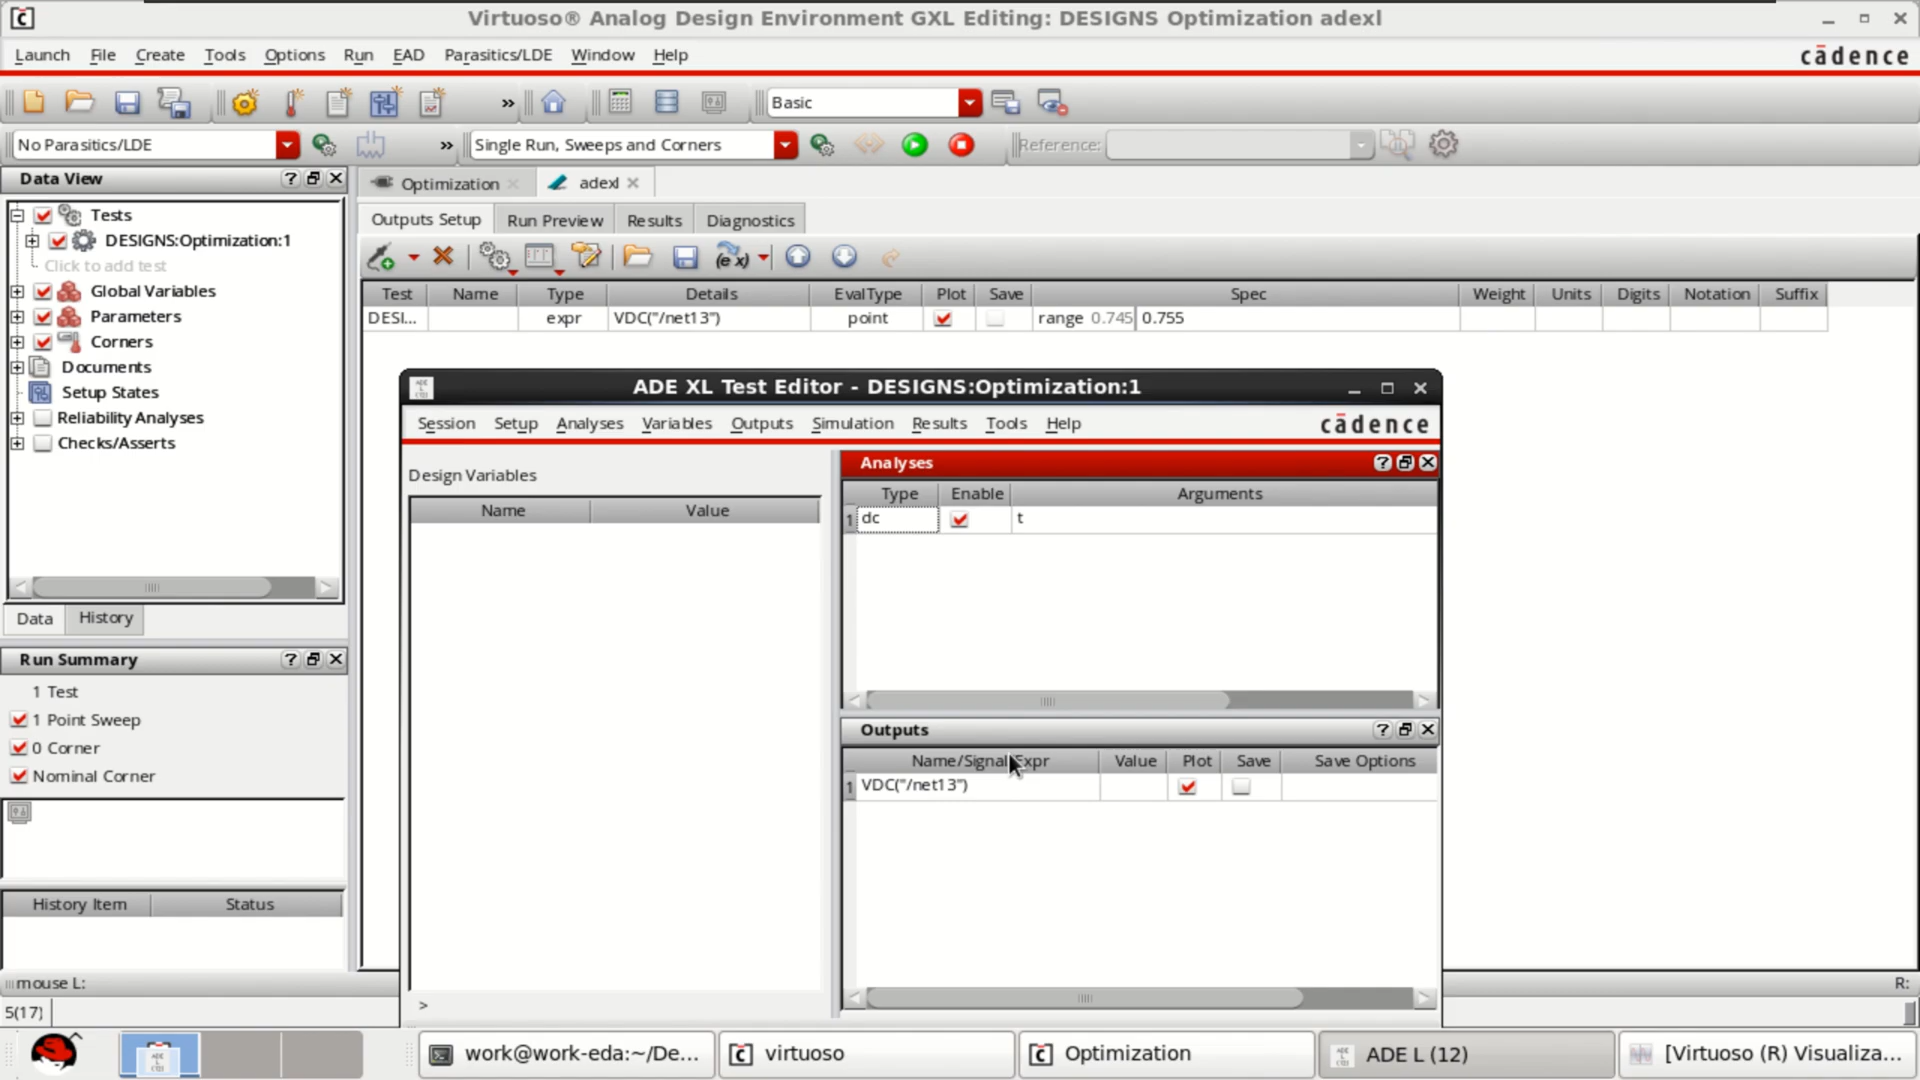 Virtuoso® Analog Design Environment GXL Editing: DESIGNS Optimization adexl
Launch File Create Tools Options Run EAD Parasitics/LDE Window Help
cādence
» Basic
No Parasitics/LDE » Single Run, Sweeps and Corners Reference:
Data View
Tests
DESIGNS:Optimization:1
Click to add test
Global Variables
Parameters
Corners
Documents
Setup States
Reliability Analyses
Checks/Asserts
Data History
Run Summary
1 Test
1 Point Sweep
0 Corner
Nominal Corner
History Item Status
mouse L:
R:
5(17)
Optimization adexl
Outputs Setup Run Preview Results Diagnostics
Test Name Type Details EvalType Plot Save Spec Weight Units Digits Notation Suffix
DESI... expr VDC("/net13") point range 0.745 0.755
ADE XL Test Editor - DESIGNS:Optimization:1
Session Setup Analyses Variables Outputs Simulation Results Tools Help
cādence
Design Variables
Name Value
>
Analyses
Type Enable Arguments
1 dc t
Outputs
Name/Signal/Expr Value Plot Save Save Options
1 VDC("/net13")
work@work-eda:~/De... virtuoso Optimization ADE L (12) [Virtuoso (R) Visualiza...